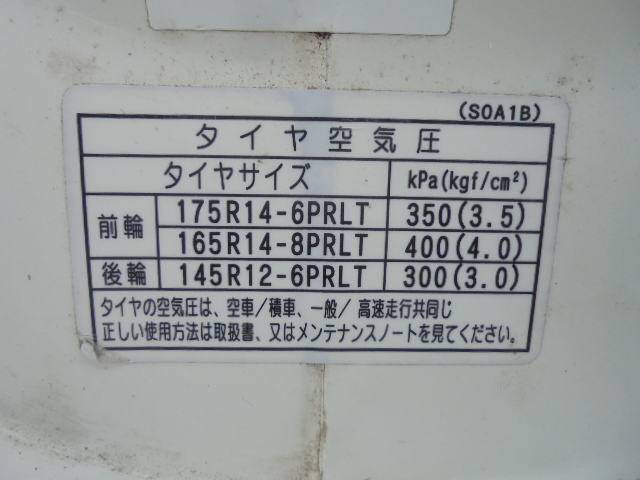 (S0A1B)
タイヤ空気圧
タイヤサイズ kPa(kgf/cm²)
前輪 175R14-6PRLT 350(3.5)
165R14-8PRLT 400(4.0)
後輪 145R12-6PRLT 300(3.0)
タイヤの空気圧は、空車/積車、一般/高速走行共同じ
正しい使用方法は取扱書、又はメンテナンスノートを見てください。